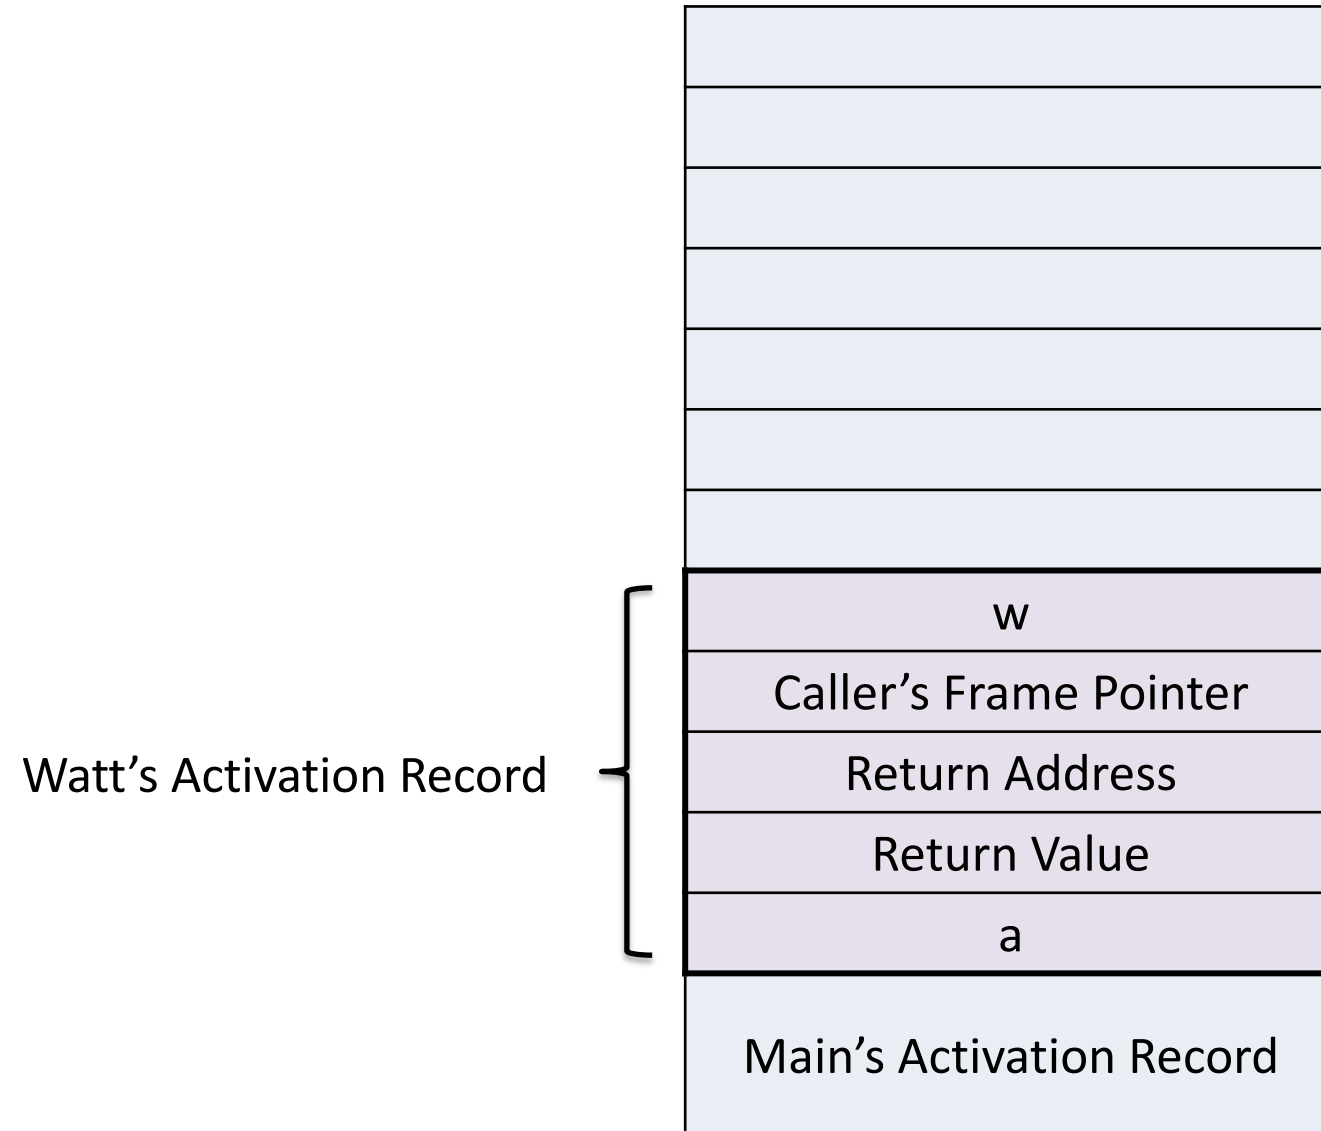 w
Caller’s Frame Pointer
Watt’s Activation Record
Return Address
Return Value
a
Main’s Activation Record